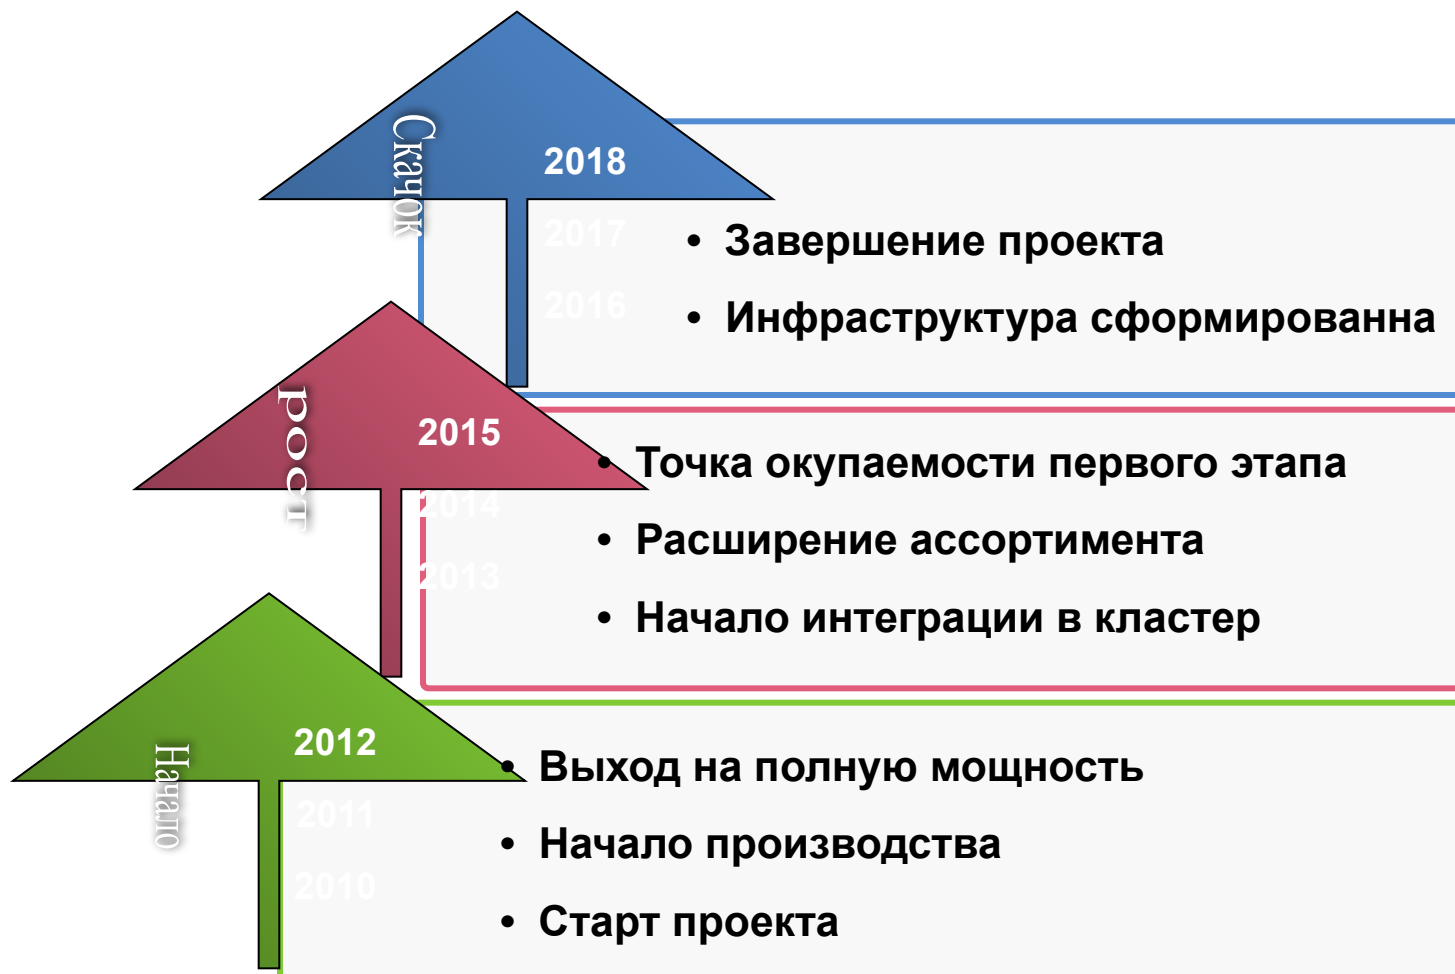 Скачок
2018
2017
2016
• Завершение проекта
• Инфраструктура сформированна
рост
2015
2014
2013
• Точка окупаемости первого этапа
• Расширение ассортимента
• Начало интеграции в кластер
Начало
2012
2011
2010
• Выход на полную мощность
• Начало производства
• Старт проекта